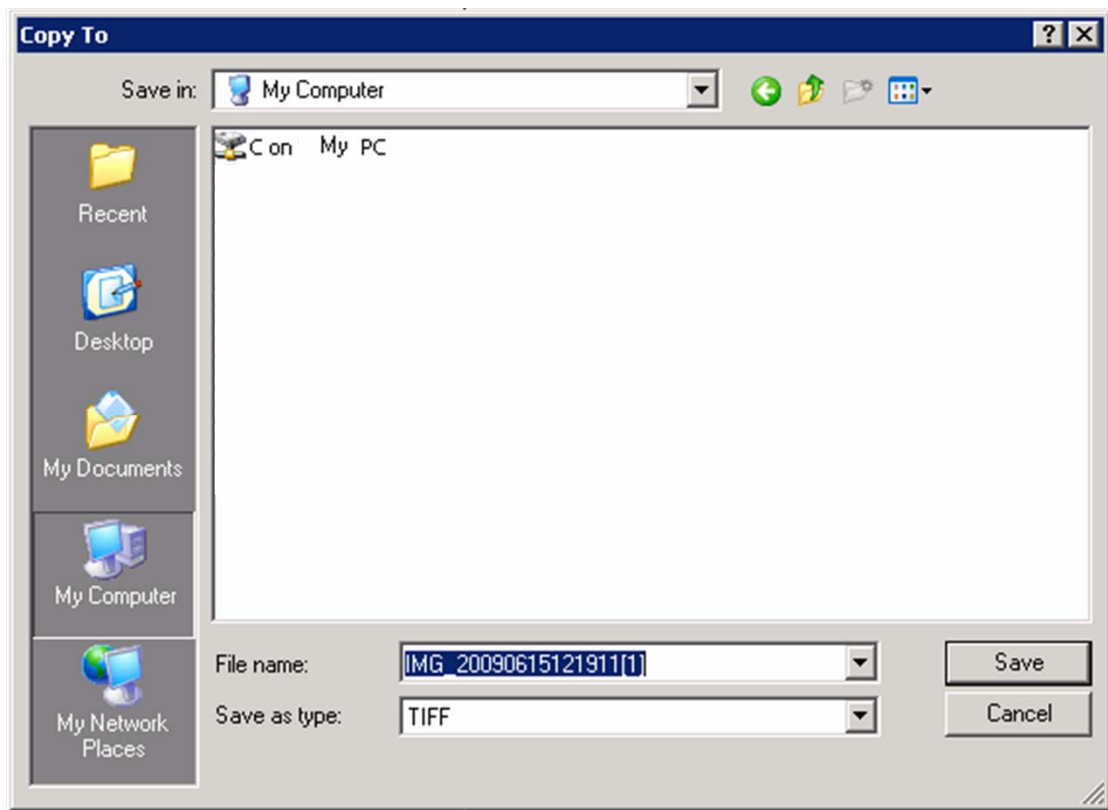 Copy To
Save in:
My Computer
C on My PC
Recent
Desktop
My Documents
My Computer
My Network
Places
File name:
IMG_20090615121911[1]
Save
Save as type:
TIFF
Cancel